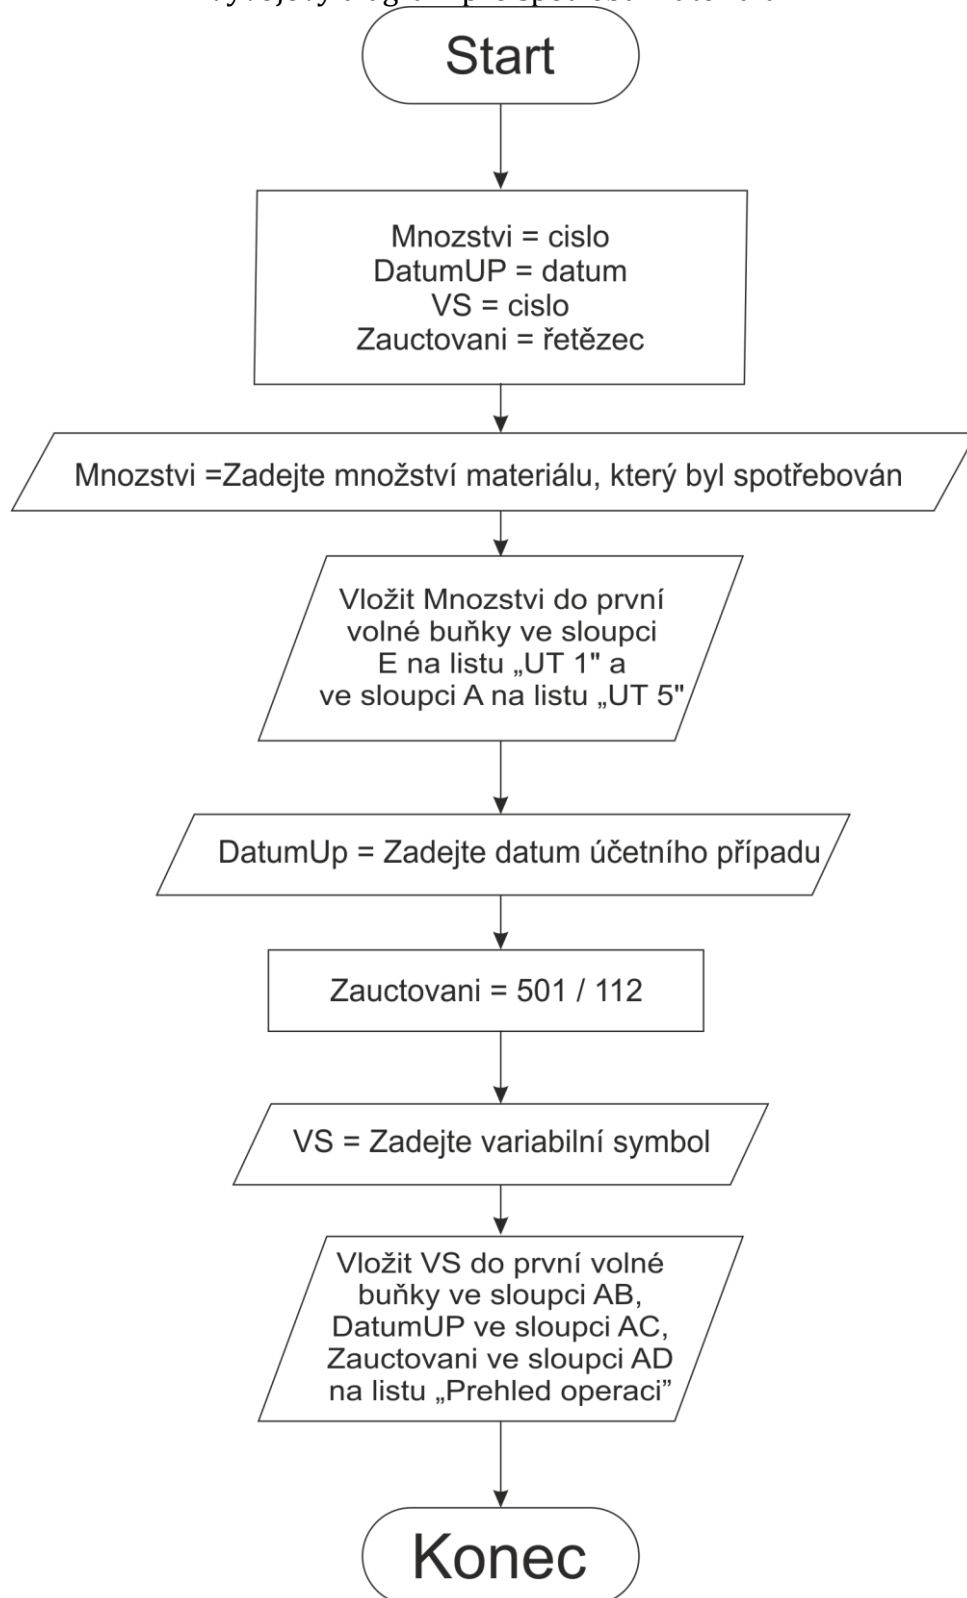 Start
Mnozstvi = cislo
DatumUP = datum
VS = cislo
Zauctovani = řetězec
Mnozstvi =Zadejte množství materiálu, který byl spotřebován
Vložit Mnozstvi do první
volné buňky ve sloupci
E na listu „UT 1" a
ve sloupci A na listu „UT 5"
DatumUp = Zadejte datum účetního případu
Zauctovani = 501 / 112
VS = Zadejte variabilní symbol
Vložit VS do první volné
buňky ve sloupci AB,
DatumUP ve sloupci AC,
Zauctovani ve sloupci AD
na listu „Prehled operaci”
Konec